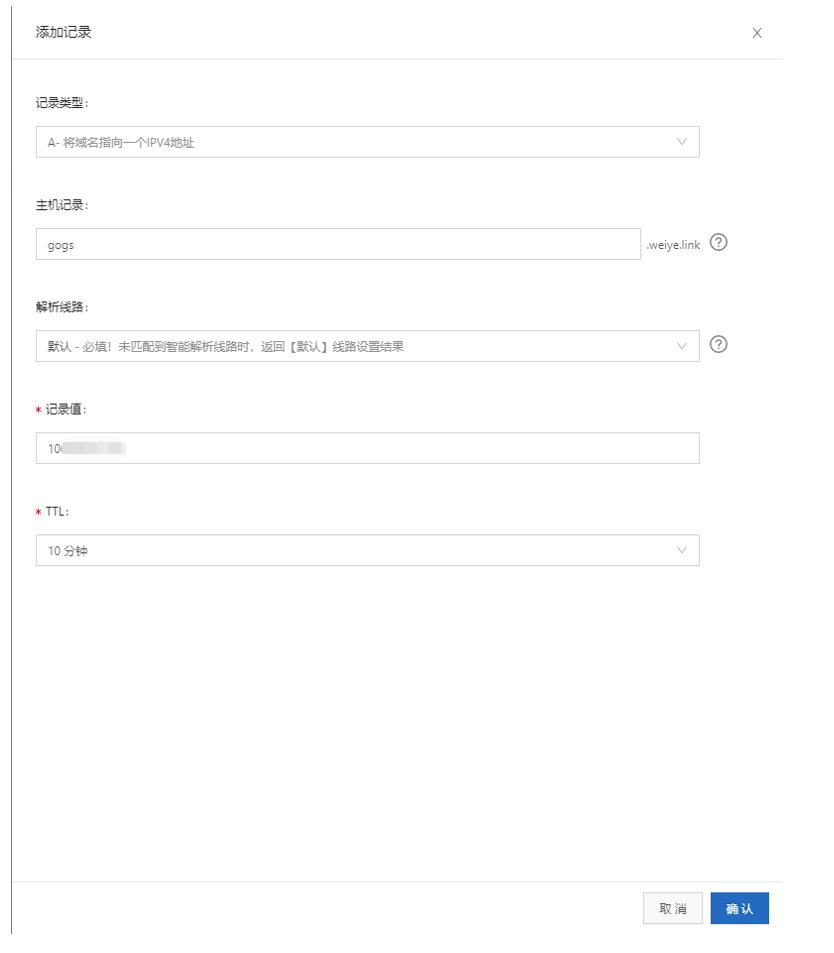 添加记录
记录类型：
A- 将域名指向一个IPV4地址
主机记录：
gogs
.weiye.link
解析线路：
默认 - 必填！未匹配到智能解析线路时，返回【默认】线路设置结果
* 记录值：
10
* TTL：
10 分钟
取 消
确 认